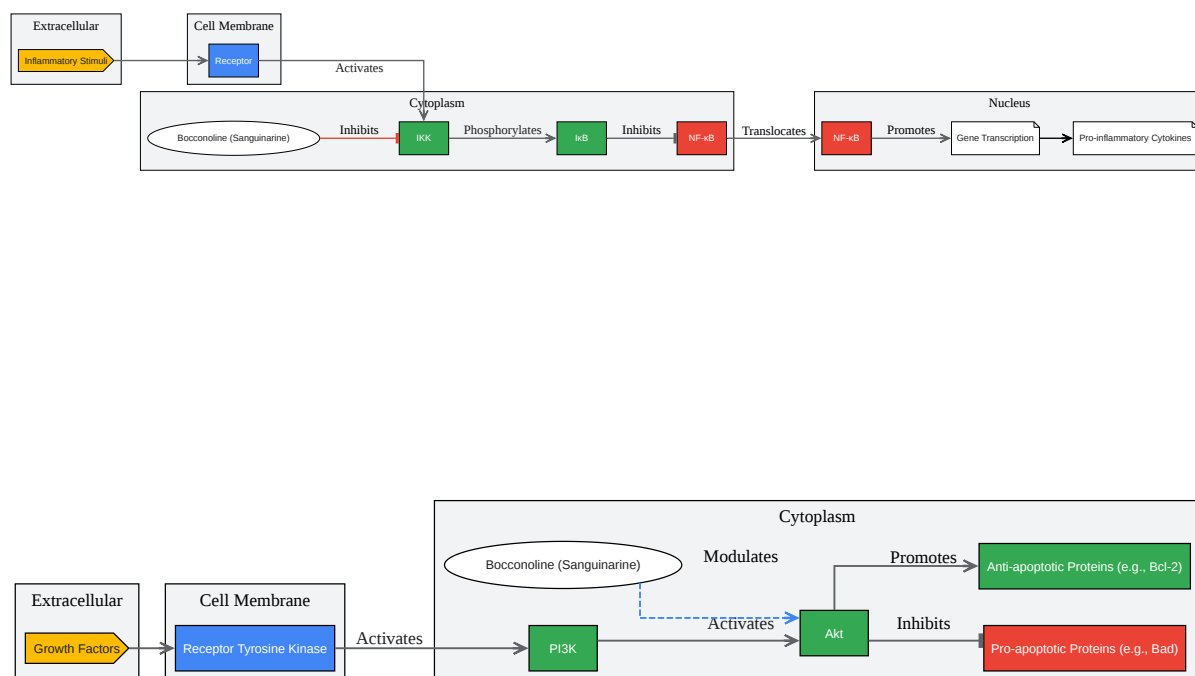 Extracellular
Cell Membrane
Inflammatory Stimuli
Receptor
Activates
Cytoplasm
Nucleus
Bocconoline (Sanguinarine)
Inhibits
IKK
Phosphorylates
IκB
Inhibits
NF-κB
Translocates
NF-κB
Promotes
Gene Transcription
Pro-inflammatory Cytokines
Cytoplasm
Bocconoline (Sanguinarine)
Modulates
Promotes
Anti-apoptotic Proteins (e.g., Bcl-2)
Extracellular
Cell Membrane
Growth Factors
Receptor Tyrosine Kinase
Activates
PI3K
Activates
Akt
Inhibits
Pro-apoptotic Proteins (e.g., Bad)